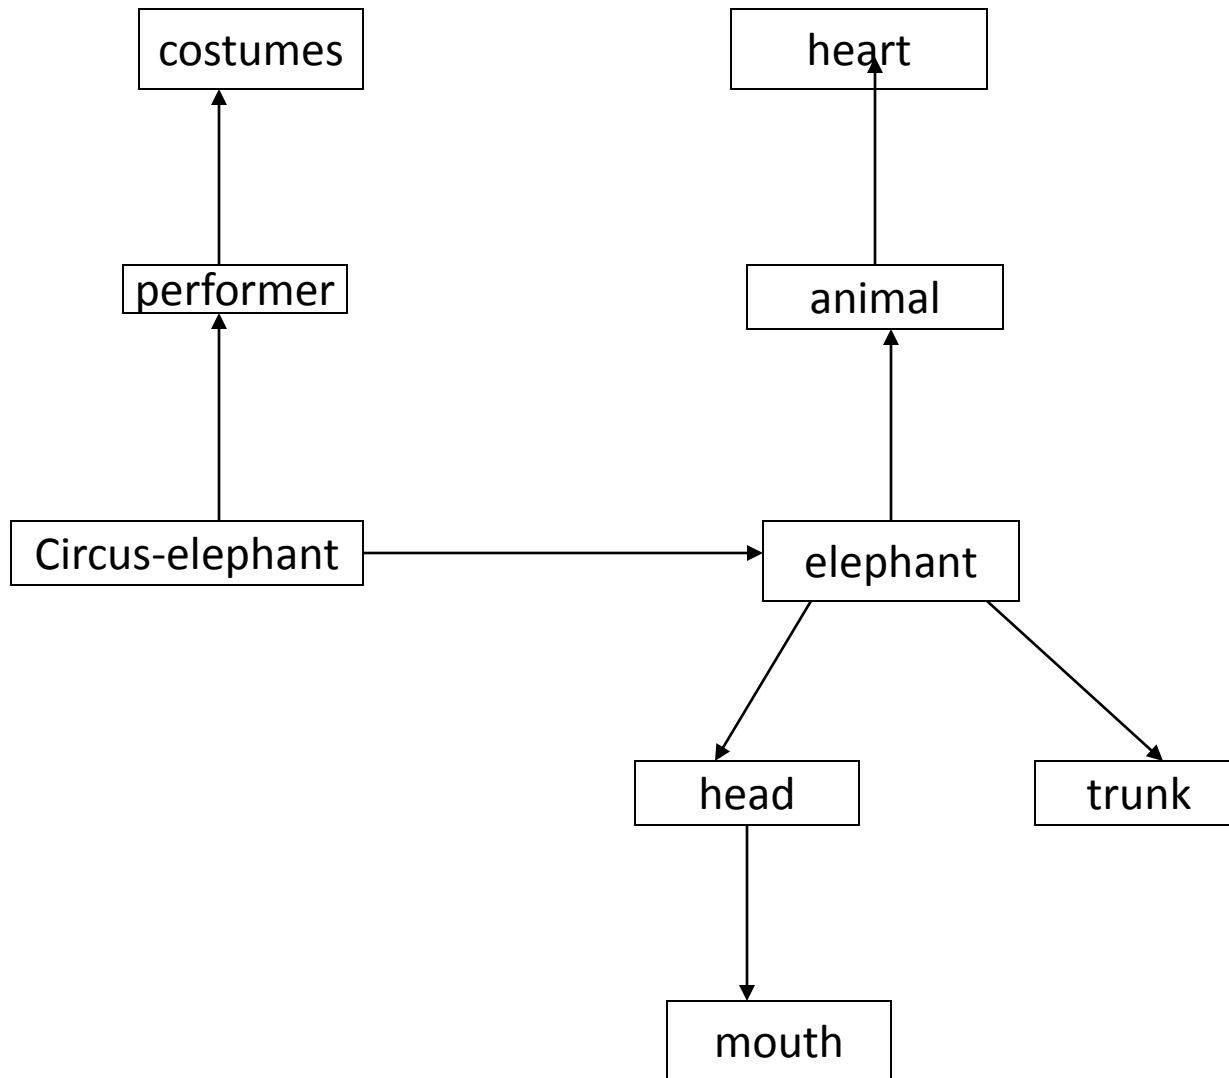 costumes
heart
performer
animal
Circus-elephant
elephant
head
trunk
mouth